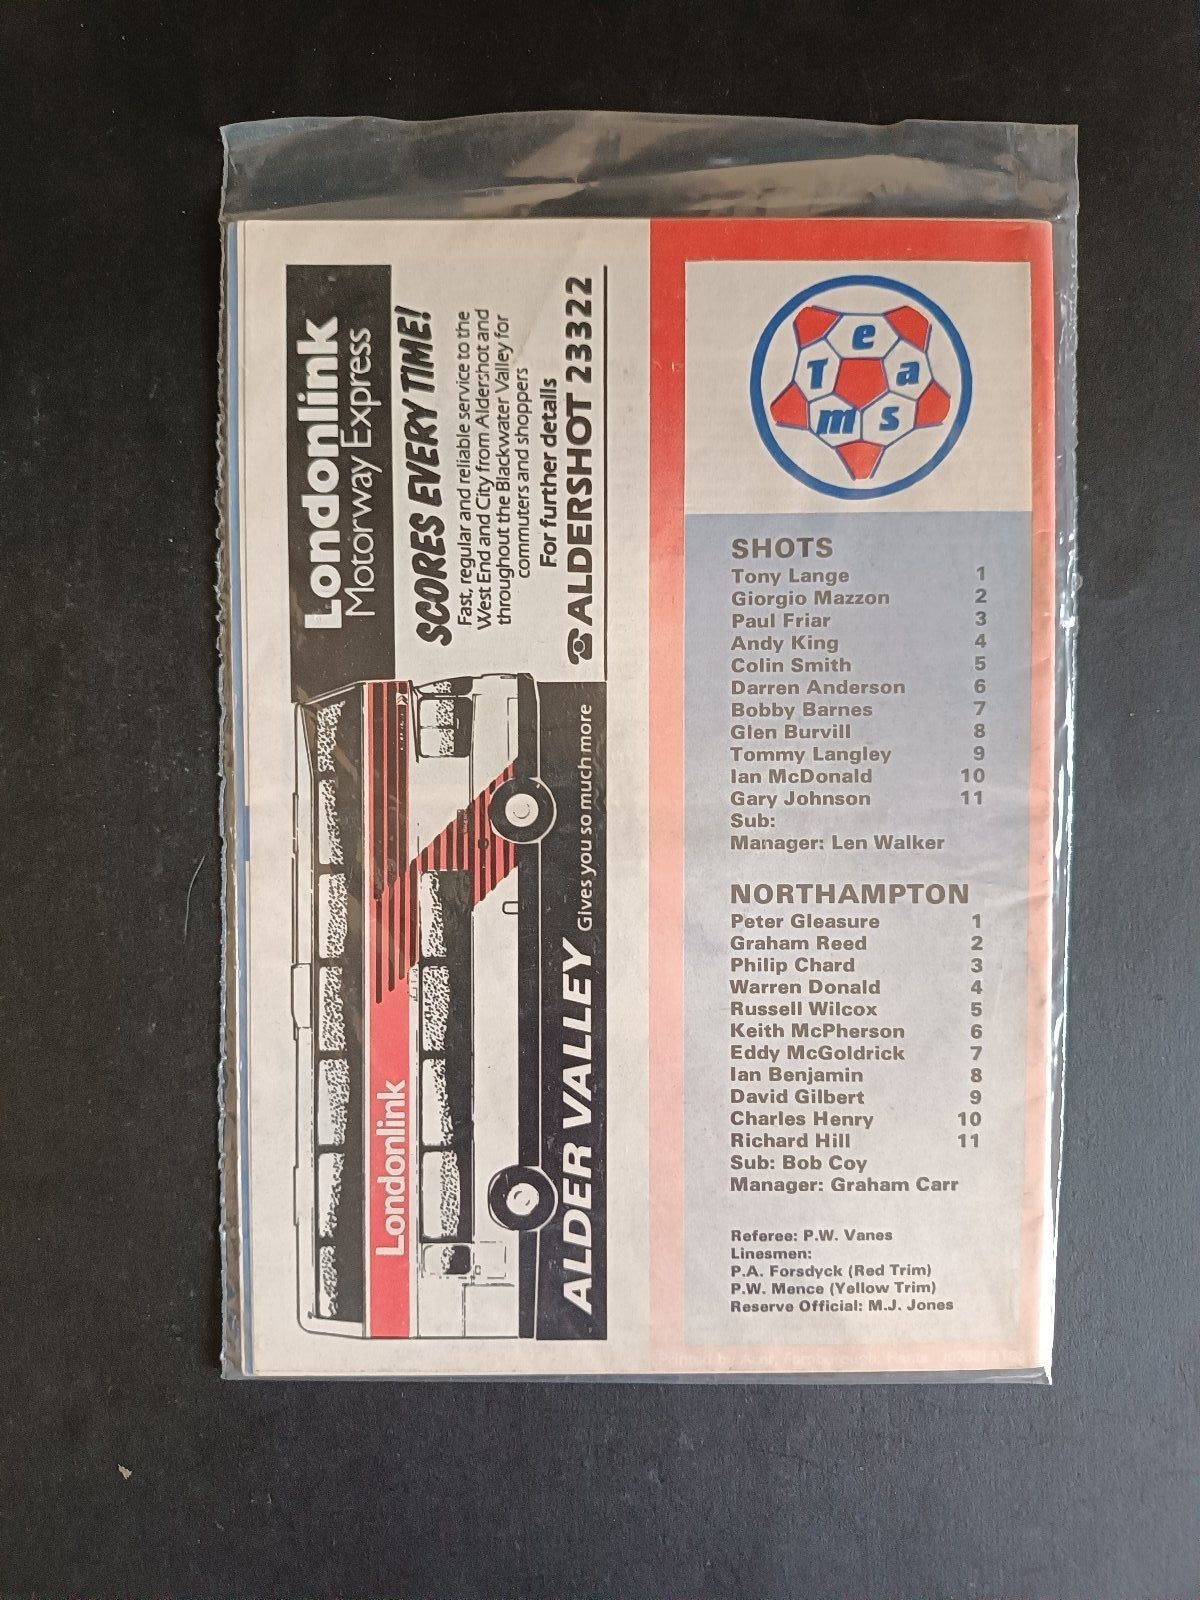 Londonlink
Motorway Express
SCORES EVERY TIME!
Fast, regular and reliable service to the
West End and City from Aldershot and
throughout the Blackwater Valley for
commuters and shoppers
For further details
☎ ALDERSHOT 23322
Londonlink
ALDER VALLEY Gives you so much more
Teams
SHOTS
Tony Lange 1
Giorgio Mazzon 2
Paul Friar 3
Andy King 4
Colin Smith 5
Darren Anderson 6
Bobby Barnes 7
Glen Burvill 8
Tommy Langley 9
Ian McDonald 10
Gary Johnson 11
Sub:
Manager: Len Walker
NORTHAMPTON
Peter Gleasure 1
Graham Reed 2
Philip Chard 3
Warren Donald 4
Russell Wilcox 5
Keith McPherson 6
Eddy McGoldrick 7
Ian Benjamin 8
David Gilbert 9
Charles Henry 10
Richard Hill 11
Sub: Bob Coy
Manager: Graham Carr
Referee: P.W. Vanes
Linesmen:
P.A. Forsdyck (Red Trim)
P.W. Mence (Yellow Trim)
Reserve Official: M.J. Jones
Printed by Farnborough, Hants.